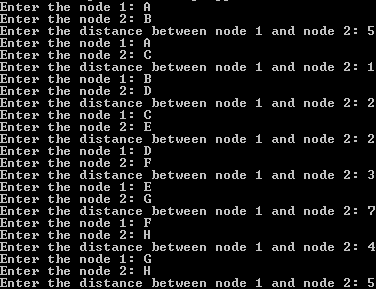 Enter the node 1: A
Enter the node 2: B
Enter the distance between node 1 and node 2: 5
Enter the node 1: A
Enter the node 2: C
Enter the distance between node 1 and node 2: 1
Enter the node 1: B
Enter the node 2: D
Enter the distance between node 1 and node 2: 2
Enter the node 1: C
Enter the node 2: E
Enter the distance between node 1 and node 2: 2
Enter the node 1: D
Enter the node 2: F
Enter the distance between node 1 and node 2: 3
Enter the node 1: E
Enter the node 2: G
Enter the distance between node 1 and node 2: 7
Enter the node 1: F
Enter the node 2: H
Enter the distance between node 1 and node 2: 4
Enter the node 1: G
Enter the node 2: H
Enter the distance between node 1 and node 2: 5